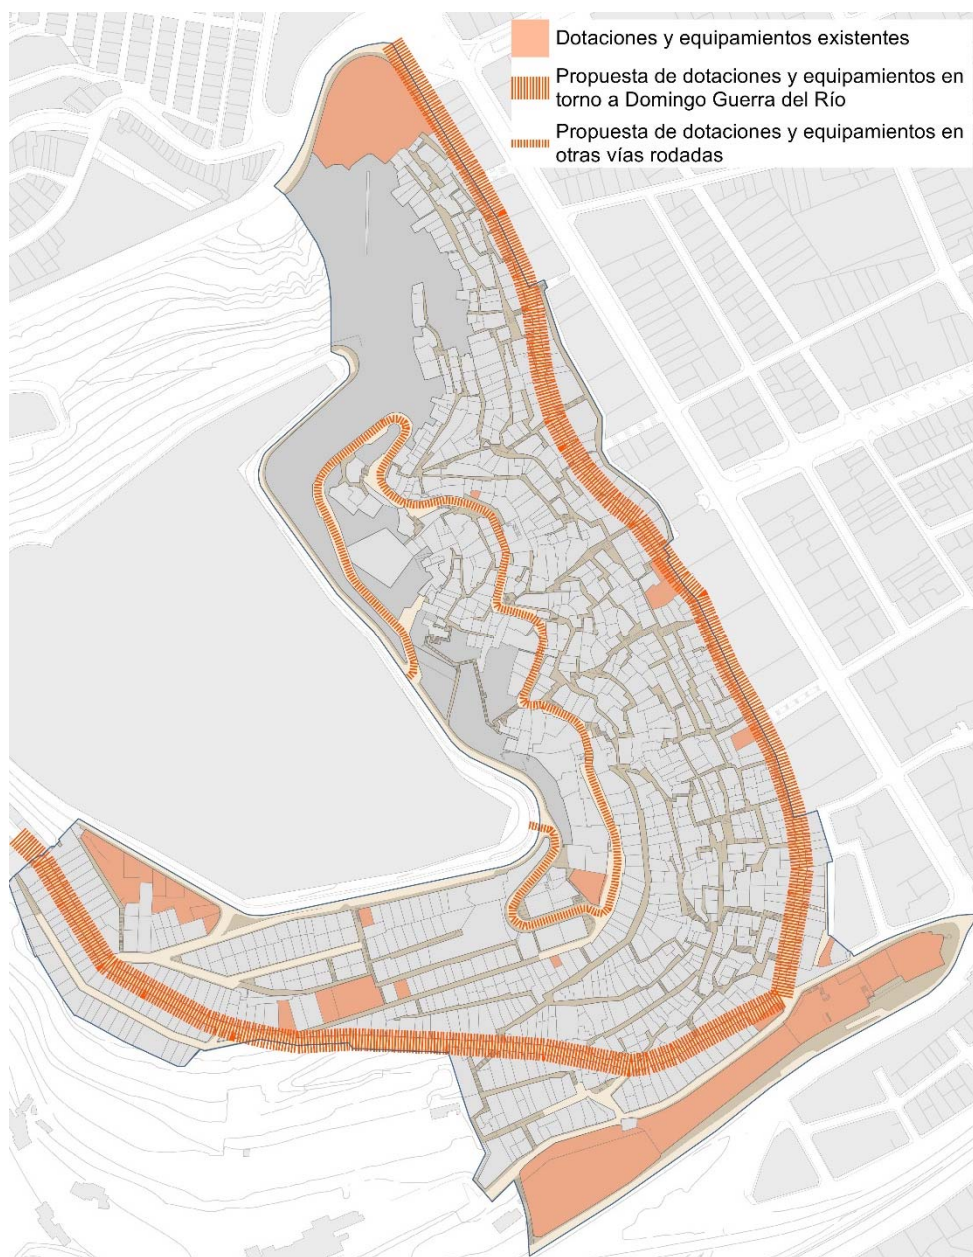 Dotaciones y equipamientos existentes
Propuesta de dotaciones y equipamientos en
torno a Domingo Guerra del Río
Propuesta de dotaciones y equipamientos en
otras vías rodadas